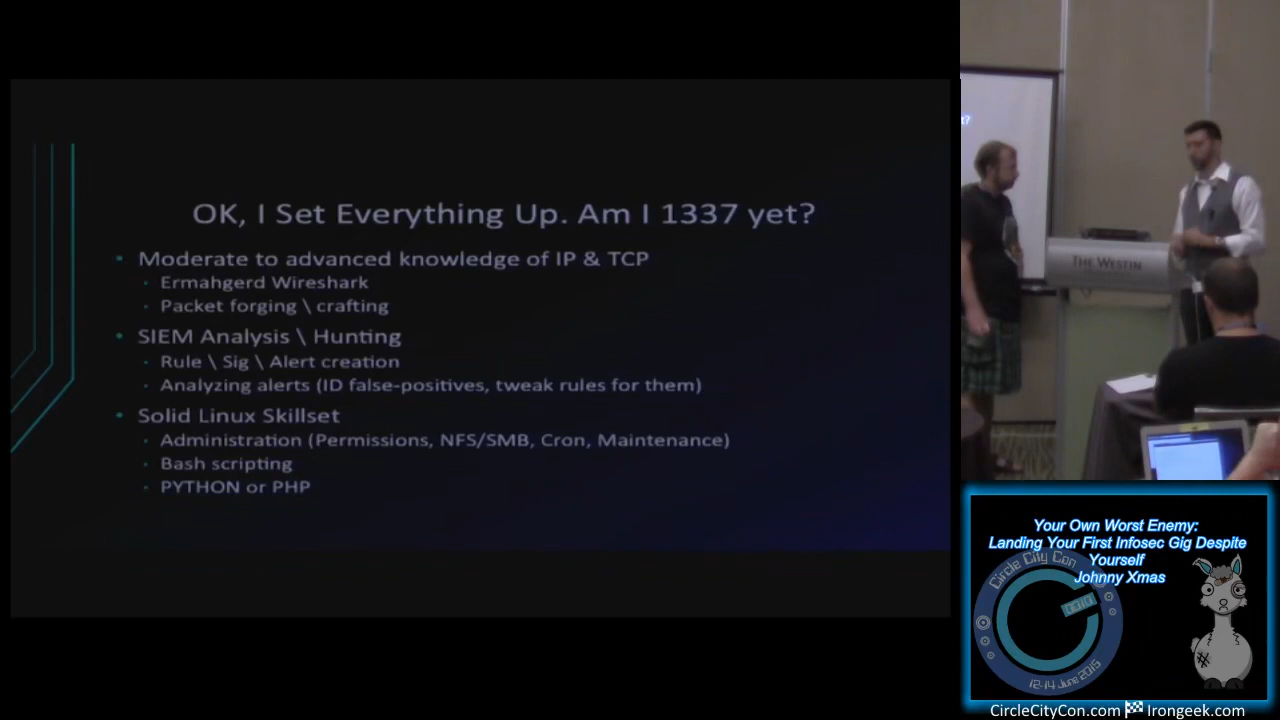 OK, I Set Everything Up. Am I 1337 yet?
• Moderate to advanced knowledge of IP & TCP
• Ermahgerd Wireshark
• Packet forging \ crafting
• SIEM Analysis \ Hunting
• Rule \ Sig \ Alert creation
• Analyzing alerts (ID false-positives, tweak rules for them)
• Solid Linux Skillset
• Administration (Permissions, NFS/SMB, Cron, Maintenance)
• Bash scripting
• PYTHON or PHP
THE WESTIN
Your Own Worst Enemy:
Landing Your First Infosec Gig Despite
Yourself
Johnny Xmas
Circle City Con
12-14 June 2015
CircleCityCon.com Irongeek.com